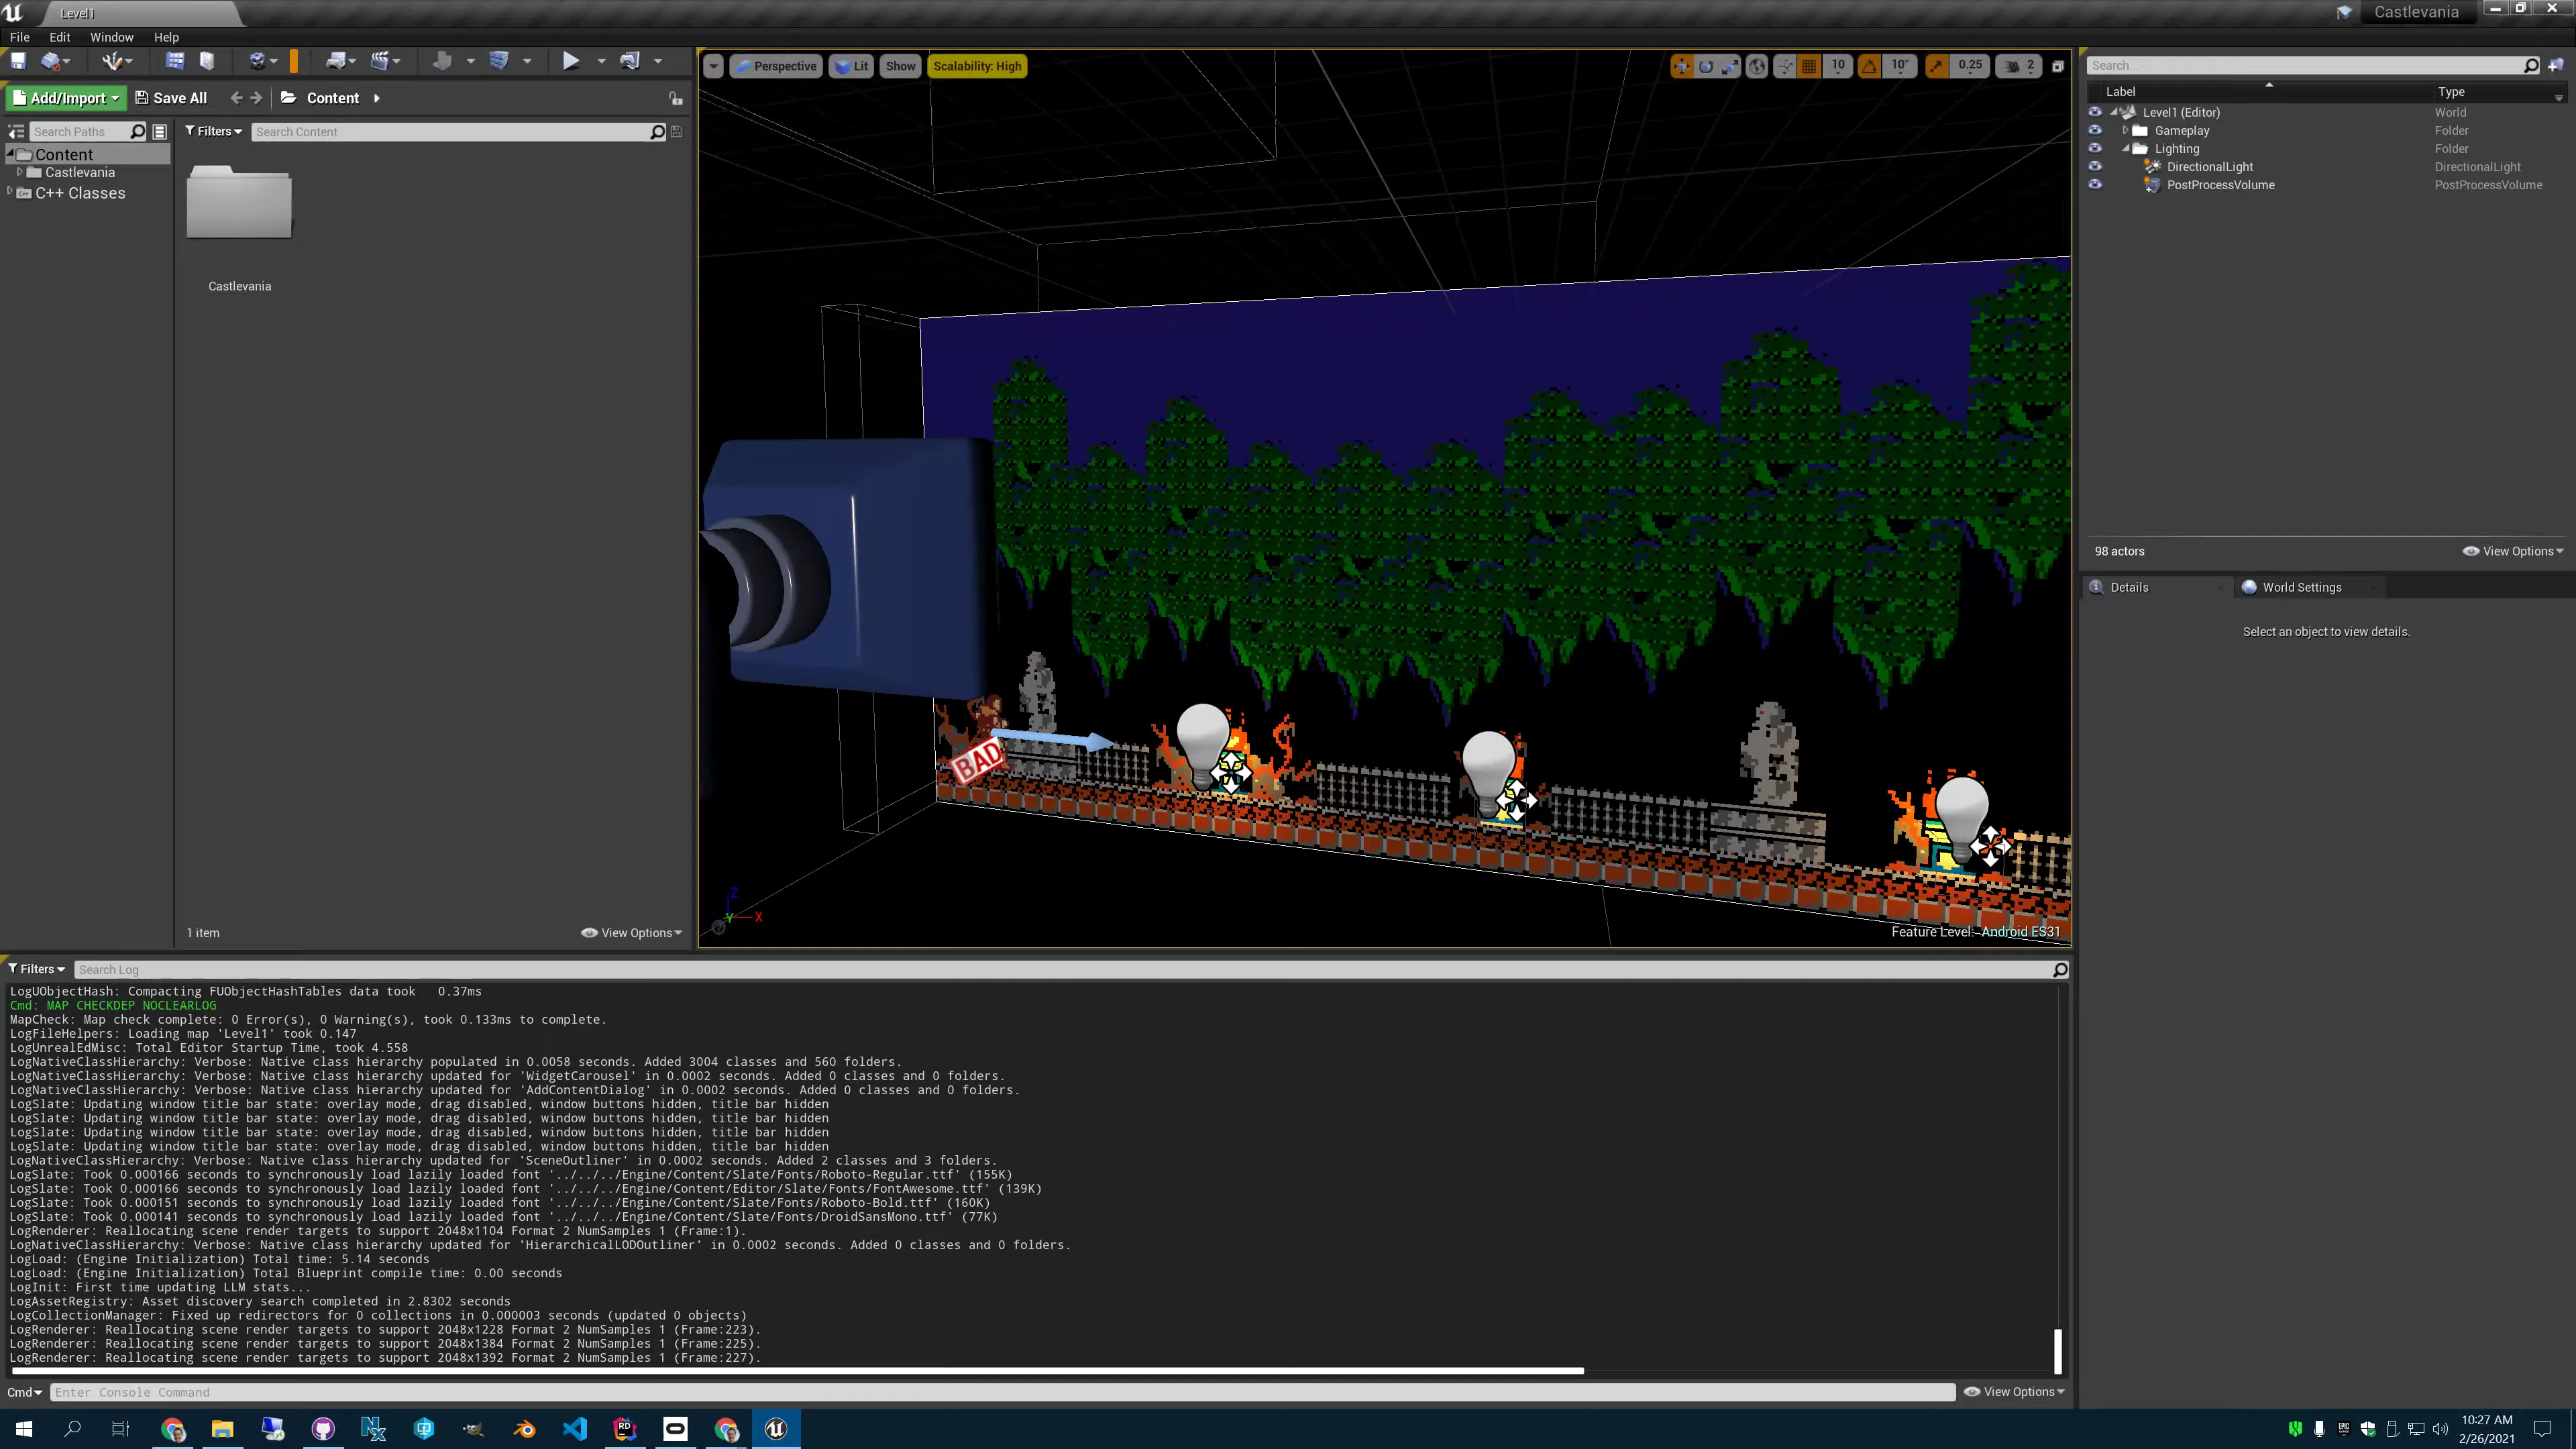 Level1
Castlevania
File Edit Window Help
Perspective Lit Show Scalability: High
10 10° 0.25 2
Search...
Label Type
Level1 (Editor) World
Gameplay Folder
Lighting Folder
DirectionalLight DirectionalLight
PostProcessVolume PostProcessVolume
98 actors View Options
Details World Settings
Select an object to view details.
Add/Import Save All Content
Search Paths Filters Search Content
Content
Castlevania
C++ Classes
Castlevania
1 item View Options
BAD
Z
Y X
Feature Level: Android ES31
Filters Search Log
LogUObjectHash: Compacting FUObjectHashTables data took   0.37ms
Cmd: MAP CHECKDEP NOCLEARLOG
MapCheck: Map check complete: 0 Error(s), 0 Warning(s), took 0.133ms to complete.
LogFileHelpers: Loading map 'Level1' took 0.147
LogUnrealEdMisc: Total Editor Startup Time, took 4.558
LogNativeClassHierarchy: Verbose: Native class hierarchy populated in 0.0058 seconds. Added 3004 classes and 560 folders.
LogNativeClassHierarchy: Verbose: Native class hierarchy updated for 'WidgetCarousel' in 0.0002 seconds. Added 0 classes and 0 folders.
LogNativeClassHierarchy: Verbose: Native class hierarchy updated for 'AddContentDialog' in 0.0002 seconds. Added 0 classes and 0 folders.
LogSlate: Updating window title bar state: overlay mode, drag disabled, window buttons hidden, title bar hidden
LogSlate: Updating window title bar state: overlay mode, drag disabled, window buttons hidden, title bar hidden
LogSlate: Updating window title bar state: overlay mode, drag disabled, window buttons hidden, title bar hidden
LogSlate: Updating window title bar state: overlay mode, drag disabled, window buttons hidden, title bar hidden
LogNativeClassHierarchy: Verbose: Native class hierarchy updated for 'SceneOutliner' in 0.0002 seconds. Added 2 classes and 3 folders.
LogSlate: Took 0.000166 seconds to synchronously load lazily loaded font '../../../Engine/Content/Slate/Fonts/Roboto-Regular.ttf' (155K)
LogSlate: Took 0.000166 seconds to synchronously load lazily loaded font '../../../Engine/Content/Editor/Slate/Fonts/FontAwesome.ttf' (139K)
LogSlate: Took 0.000151 seconds to synchronously load lazily loaded font '../../../Engine/Content/Slate/Fonts/Roboto-Bold.ttf' (160K)
LogSlate: Took 0.000141 seconds to synchronously load lazily loaded font '../../../Engine/Content/Slate/Fonts/DroidSansMono.ttf' (77K)
LogRenderer: Reallocating scene render targets to support 2048x1104 Format 2 NumSamples 1 (Frame:1).
LogNativeClassHierarchy: Verbose: Native class hierarchy updated for 'HierarchicalLODOutliner' in 0.0002 seconds. Added 0 classes and 0 folders.
LogLoad: (Engine Initialization) Total time: 5.14 seconds
LogLoad: (Engine Initialization) Total Blueprint compile time: 0.00 seconds
LogInit: First time updating LLM stats...
LogAssetRegistry: Asset discovery search completed in 2.8302 seconds
LogCollectionManager: Fixed up redirectors for 0 collections in 0.000003 seconds (updated 0 objects)
LogRenderer: Reallocating scene render targets to support 2048x1228 Format 2 NumSamples 1 (Frame:223).
LogRenderer: Reallocating scene render targets to support 2048x1384 Format 2 NumSamples 1 (Frame:225).
LogRenderer: Reallocating scene render targets to support 2048x1392 Format 2 NumSamples 1 (Frame:227).
Cmd Enter Console Command View Options
RD
10:27 AM
2/26/2021